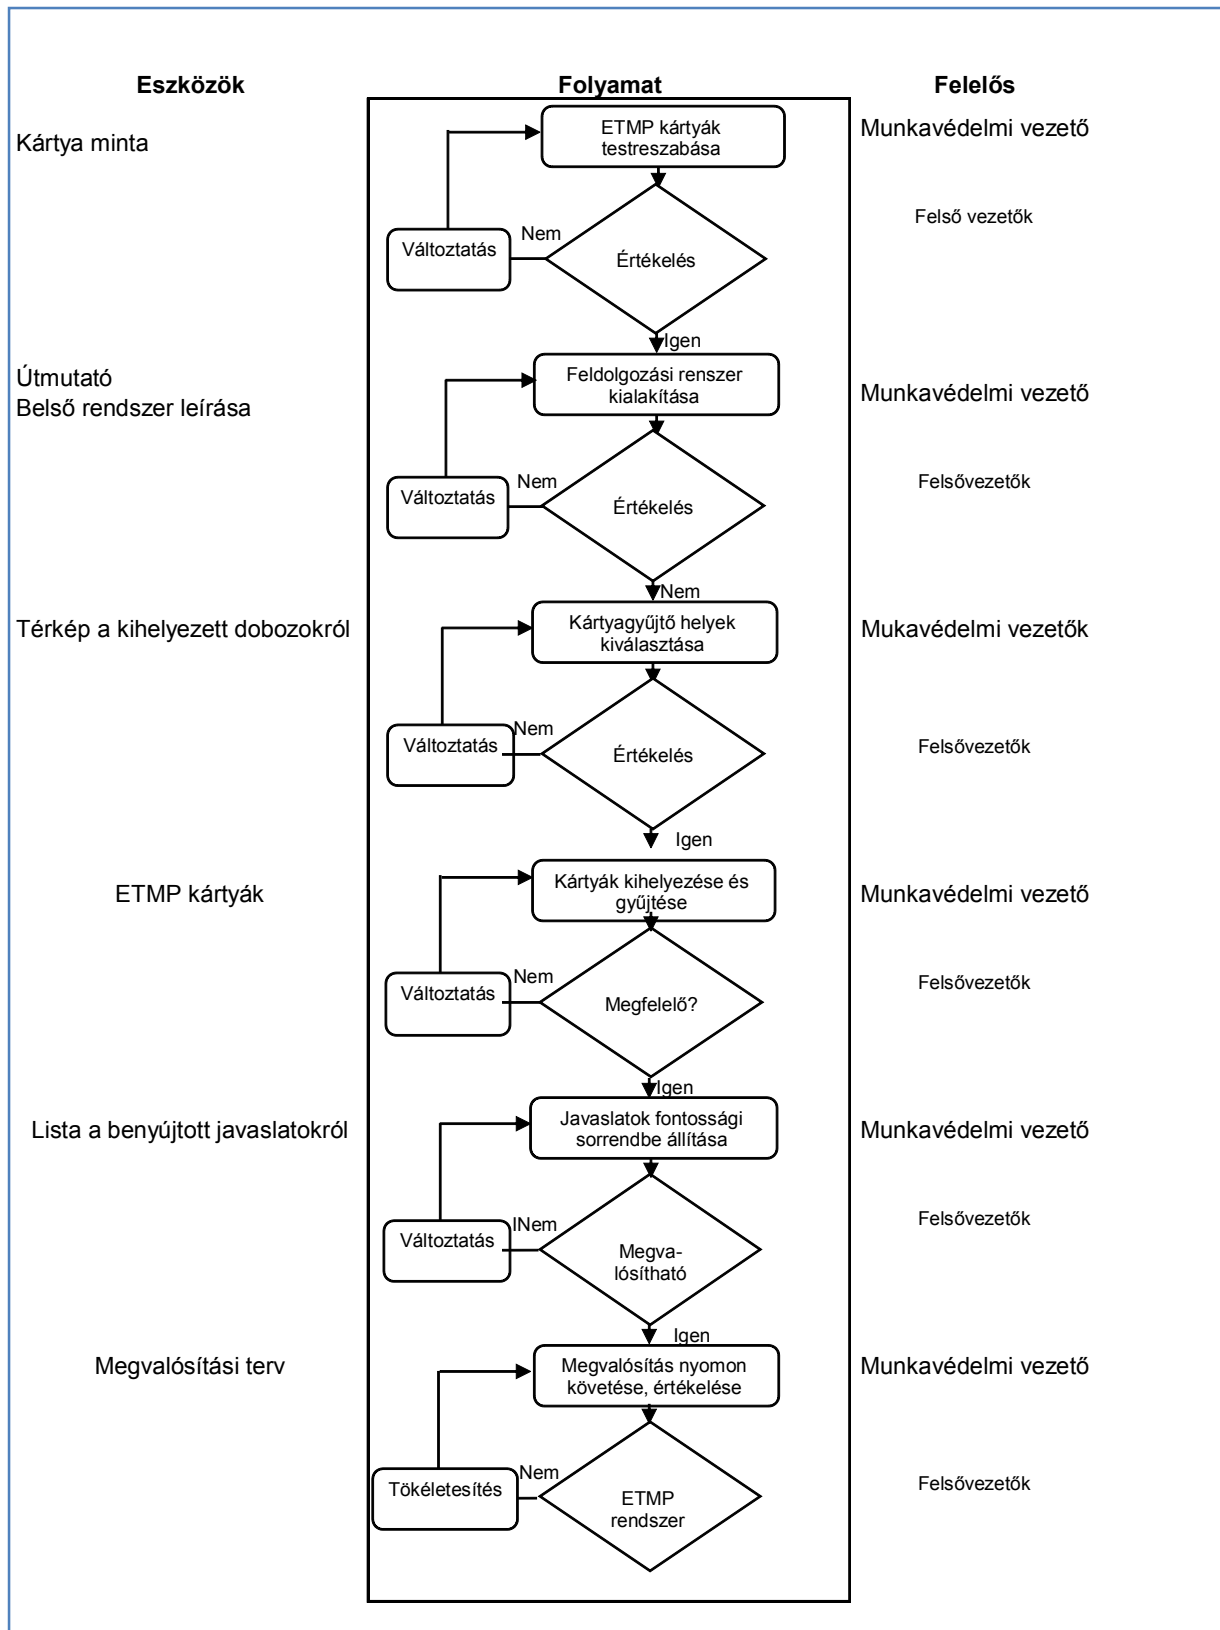 Eszközök
Folyamat
Felelős
Kártya minta
ETMP kártyák
testreszabása
Munkavédelmi vezető
Felső vezetők
Nem
Változtatás
Értékelés
Igen
Útmutató
Belső rendszer leírása
Feldolgozási renszer
kialakítása
Munkavédelmi vezető
Nem
Változtatás
Értékelés
Felsővezetők
Nem
Térkép a kihelyezett dobozokról
Kártyagyűjtő helyek
kiválasztása
Mukavédelmi vezetők
Nem
Változtatás
Értékelés
Felsővezetők
Igen
ETMP kártyák
Kártyák kihelyezése és
gyűjtése
Munkavédelmi vezető
Nem
Változtatás
Megfelelő?
Felsővezetők
Igen
Lista a benyújtott javaslatokról
Javaslatok fontossági
sorrendbe állítása
Munkavédelmi vezető
INem
Változtatás
Megva-
lósítható
Felsővezetők
Igen
Megvalósítási terv
Megvalósítás nyomon
követése, értékelése
Munkavédelmi vezető
Nem
Tökéletesítés
ETMP
rendszer
Felsővezetők